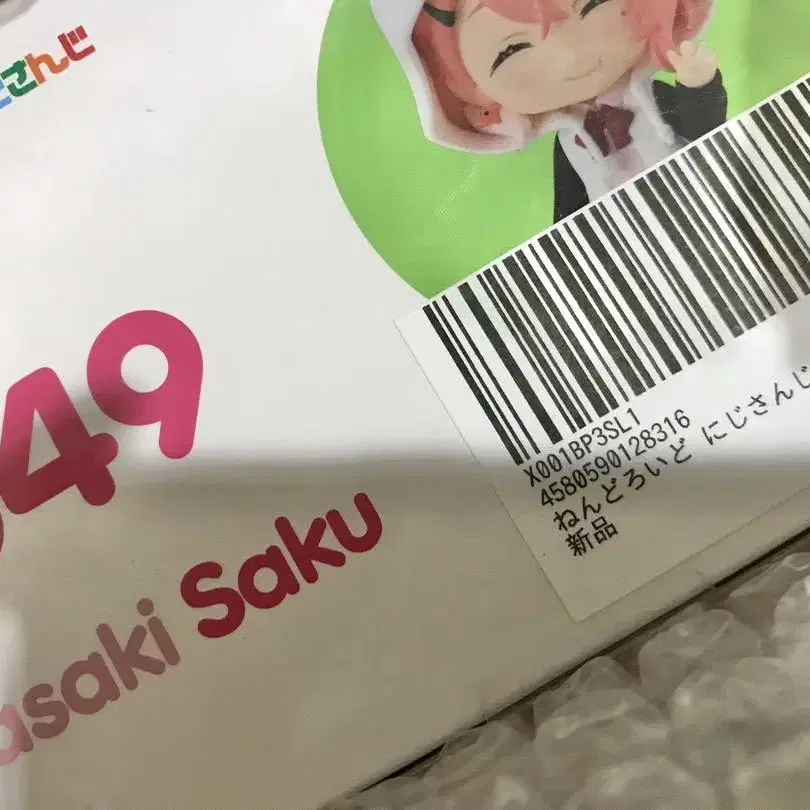 さんじ
49
asaki Saku
X001BP3SL1
4580590128316
ねんどろいど にじさんじ
新品